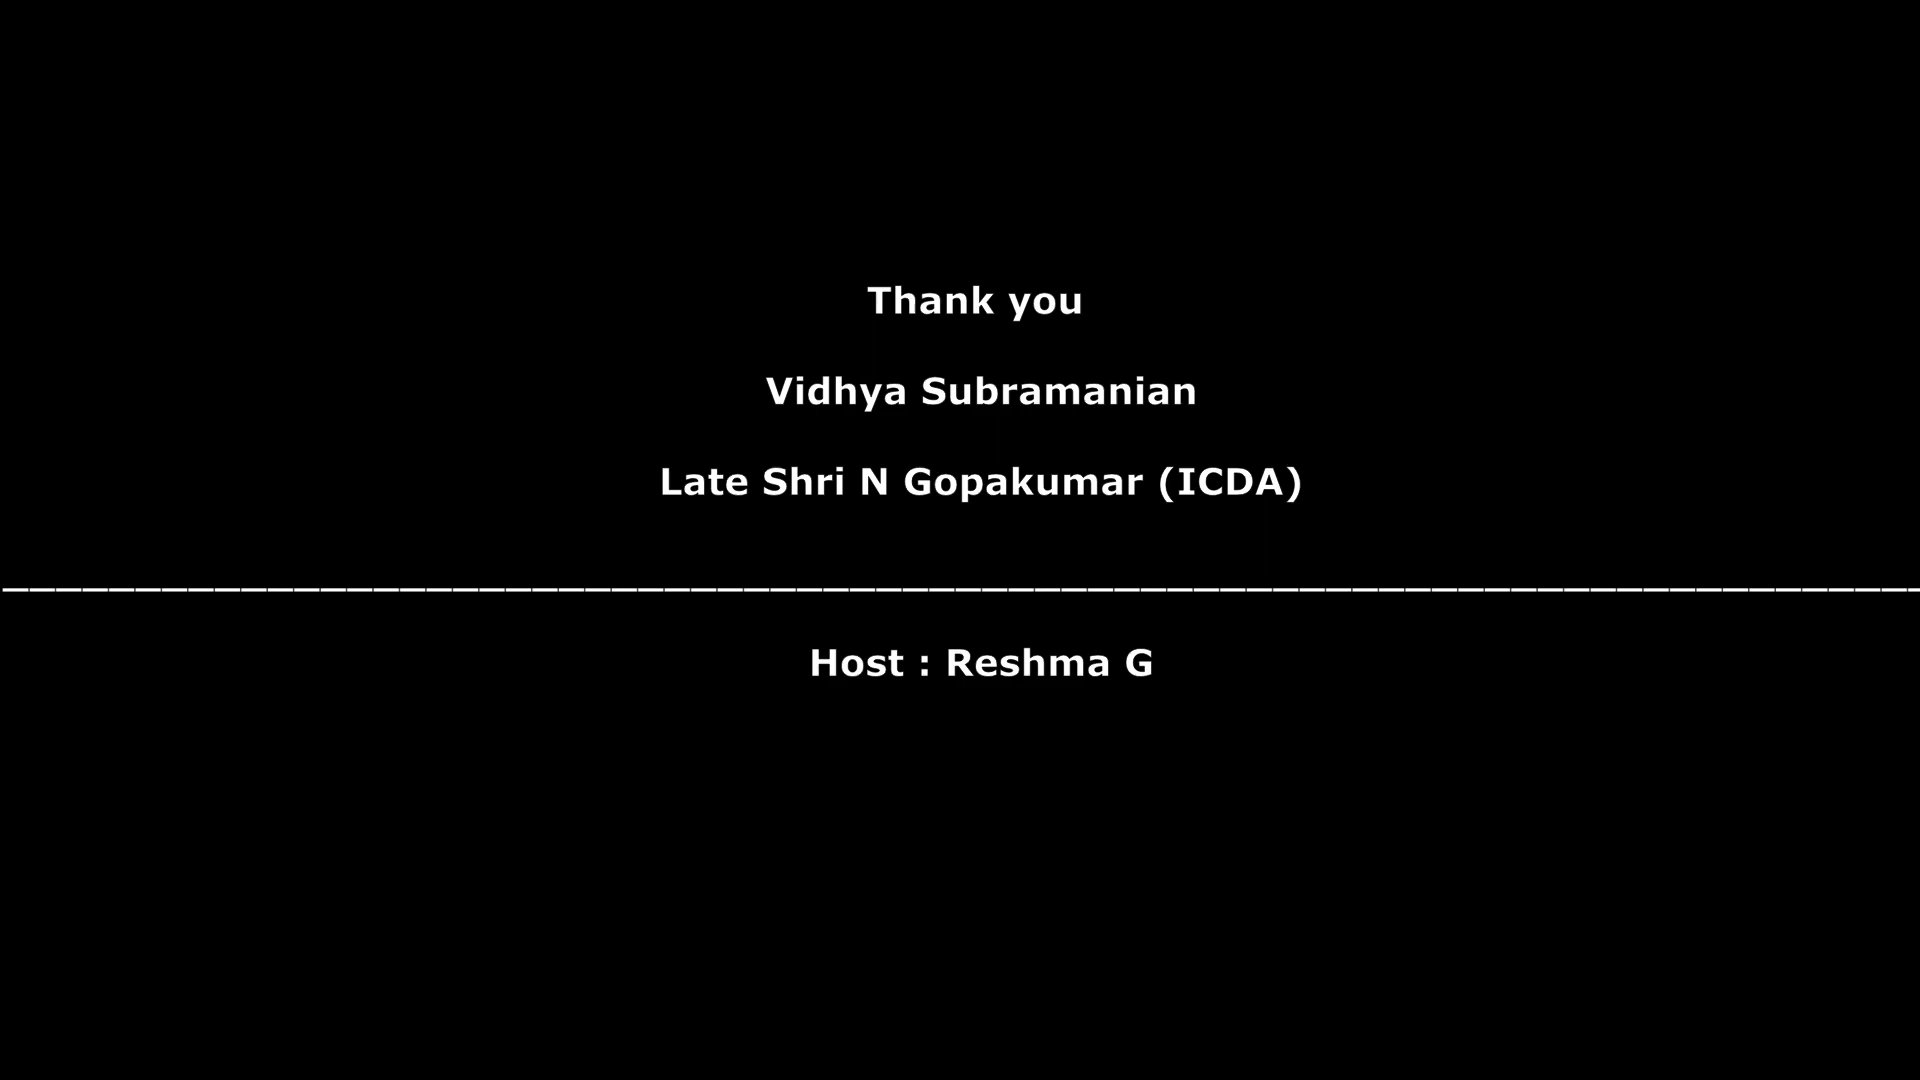 Thank you
Vidhya Subramanian
Late Shri N Gopakumar (ICDA)
Host : Reshma G